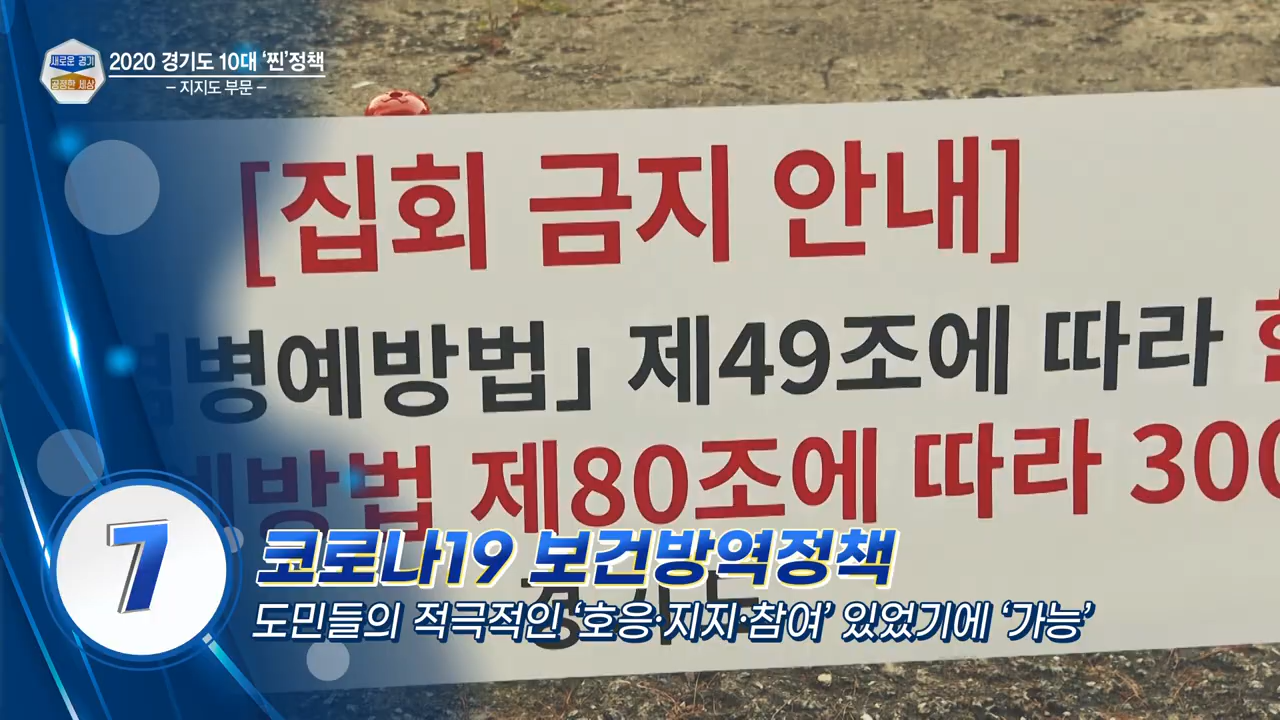 새로운 경기
공정한 세상
2020 경기도 10대 ‘찐’정책
– 지지도 부문 –
[집회 금지 안내]
병예방법」 제49조에 따라
예방법 제80조에 따라 300
7
코로나19 보건방역정책
경기도
도민들의 적극적인 ‘호응·지지·참여’ 있었기에 ‘가능’